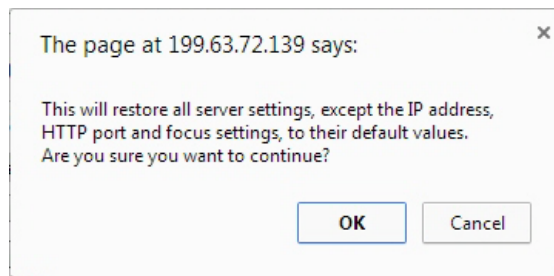 The page at 199.63.72.139 says:
This will restore all server settings, except the IP address,
HTTP port and focus settings, to their default values.
Are you sure you want to continue?
OK Cancel